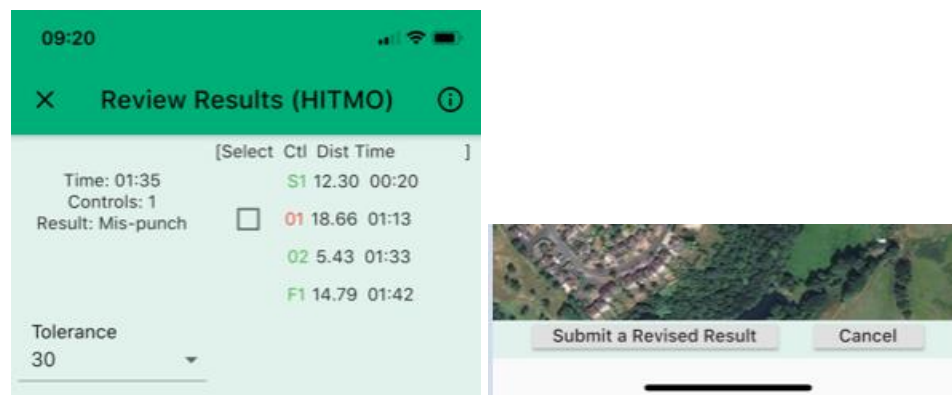 09:20
Review Results (HITMO)
[Select Ctl Dist Time ]
Time: 01:35
Controls: 1
Result: Mis-punch
S1 12.30 00:20
01 18.66 01:13
02 5.43 01:33
F1 14.79 01:42
Tolerance
30
Submit a Revised Result Cancel